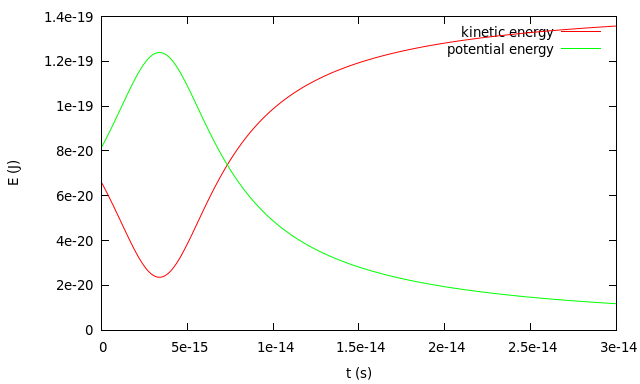 1.4e-19
1.2e-19
1e-19
8e-20
6e-20
4e-20
2e-20
0
E (J)
kinetic energy
potential energy
0
5e-15
1e-14
1.5e-14
2e-14
2.5e-14
3e-14
t (s)